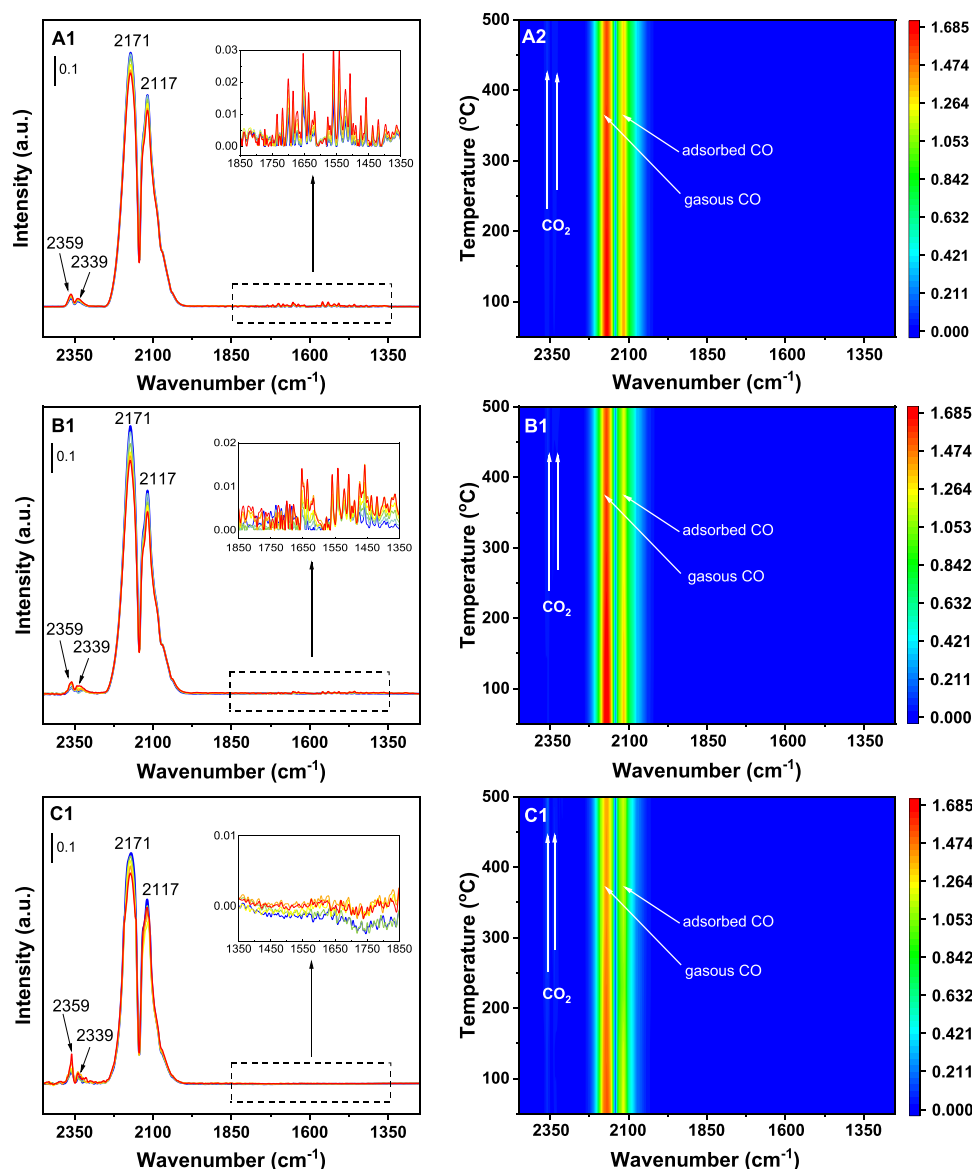 A1
2171
2117
0.1
2359
2339
0.03
0.02
0.01
0.00
1850 1750 1650 1550 1450 1350
Intensity (a.u.)
2350 2100 1850 1600 1350
Wavenumber (cm⁻¹)
A2
500
400
300
200
100
Temperature (°C)
adsorbed CO
gasous CO
CO₂
2350 2100 1850 1600 1350
Wavenumber (cm⁻¹)
1.685
1.474
1.264
1.053
0.842
0.632
0.421
0.211
0.000
B1
2171
2117
0.1
2359
2339
0.02
0.01
0.00
1850 1750 1650 1550 1450 1350
Intensity (a.u.)
2350 2100 1850 1600 1350
Wavenumber (cm⁻¹)
B1
500
400
300
200
100
Temperature (°C)
adsorbed CO
gasous CO
CO₂
2350 2100 1850 1600 1350
Wavenumber (cm⁻¹)
1.685
1.474
1.264
1.053
0.842
0.632
0.421
0.211
0.000
C1
2171
2117
0.1
2359
2339
0.01
0.00
1350 1450 1550 1650 1750 1850
Intensity (a.u.)
2350 2100 1850 1600 1350
Wavenumber (cm⁻¹)
C1
500
400
300
200
100
Temperature (°C)
adsorbed CO
gasous CO
CO₂
2350 2100 1850 1600 1350
Wavenumber (cm⁻¹)
1.685
1.474
1.264
1.053
0.842
0.632
0.421
0.211
0.000